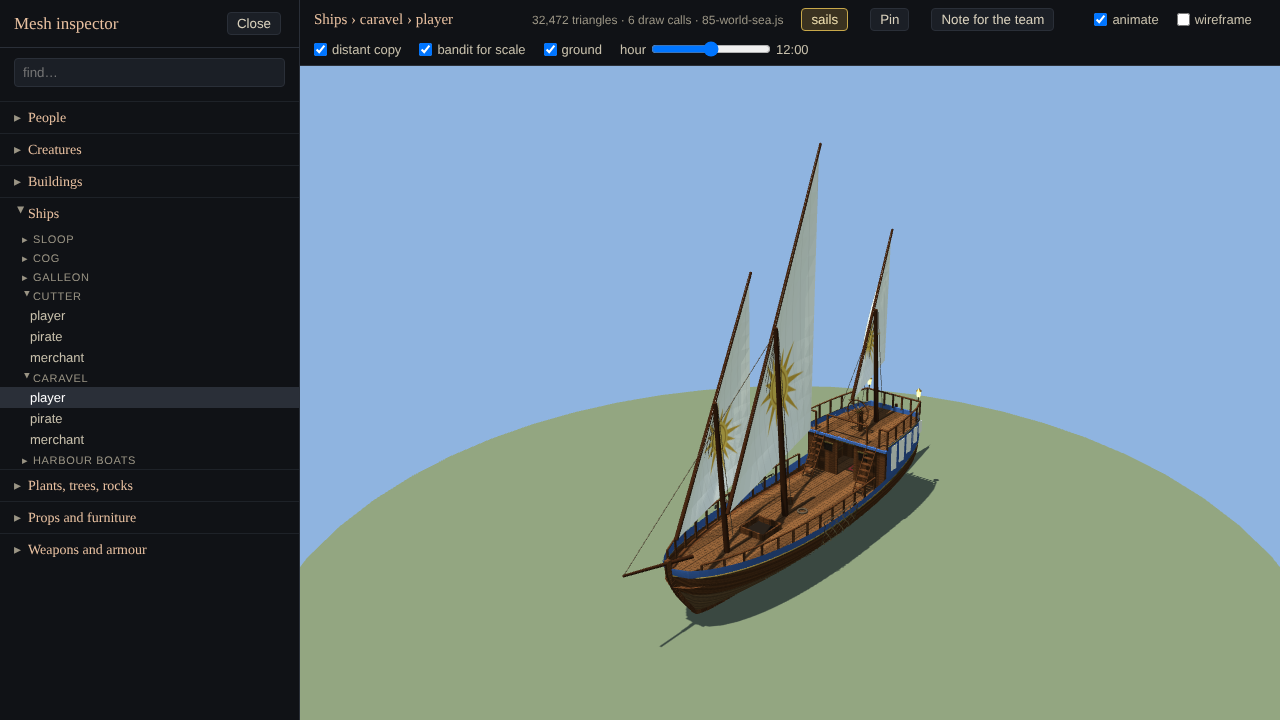 Mesh inspector
Close
find…
People
Creatures
Buildings
Ships
SLOOP
COG
GALLEON
CUTTER
player
pirate
merchant
CARAVEL
player
pirate
merchant
HARBOUR BOATS
Plants, trees, rocks
Props and furniture
Weapons and armour
Ships › caravel › player
32,472 triangles · 6 draw calls · 85-world-sea.js
sails
Pin
Note for the team
animate
wireframe
distant copy
bandit for scale
ground
hour
12:00